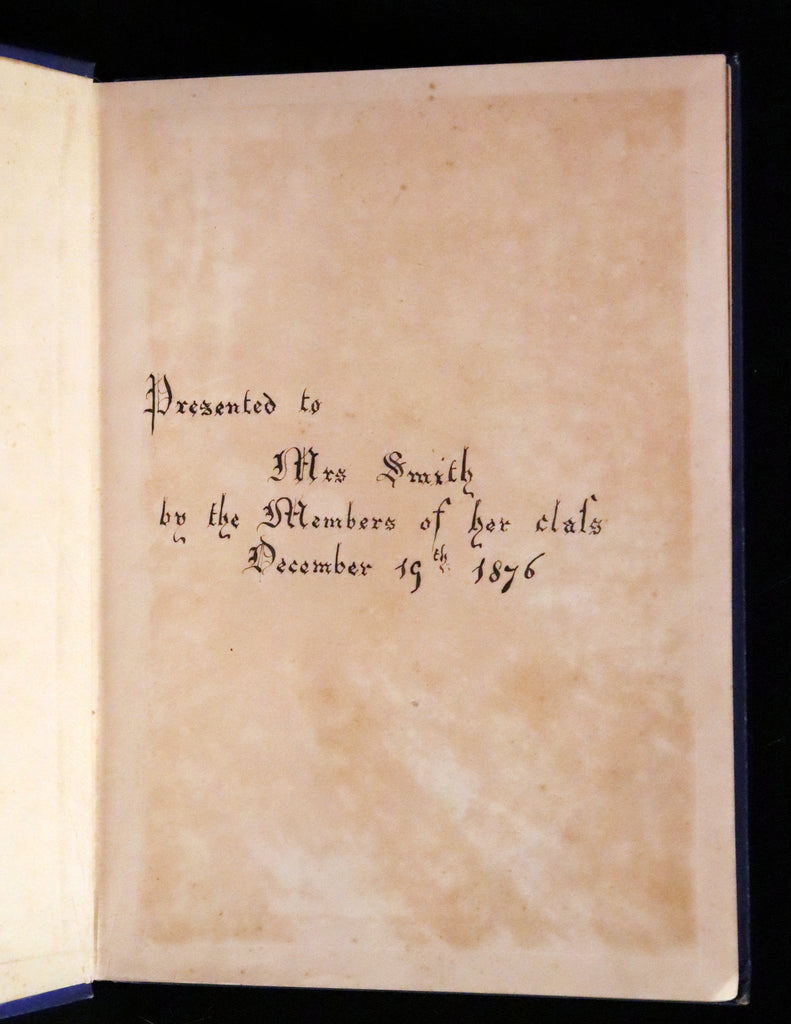 Presented to
Mrs Smith
by the Members of her claſs
December 19th 1876